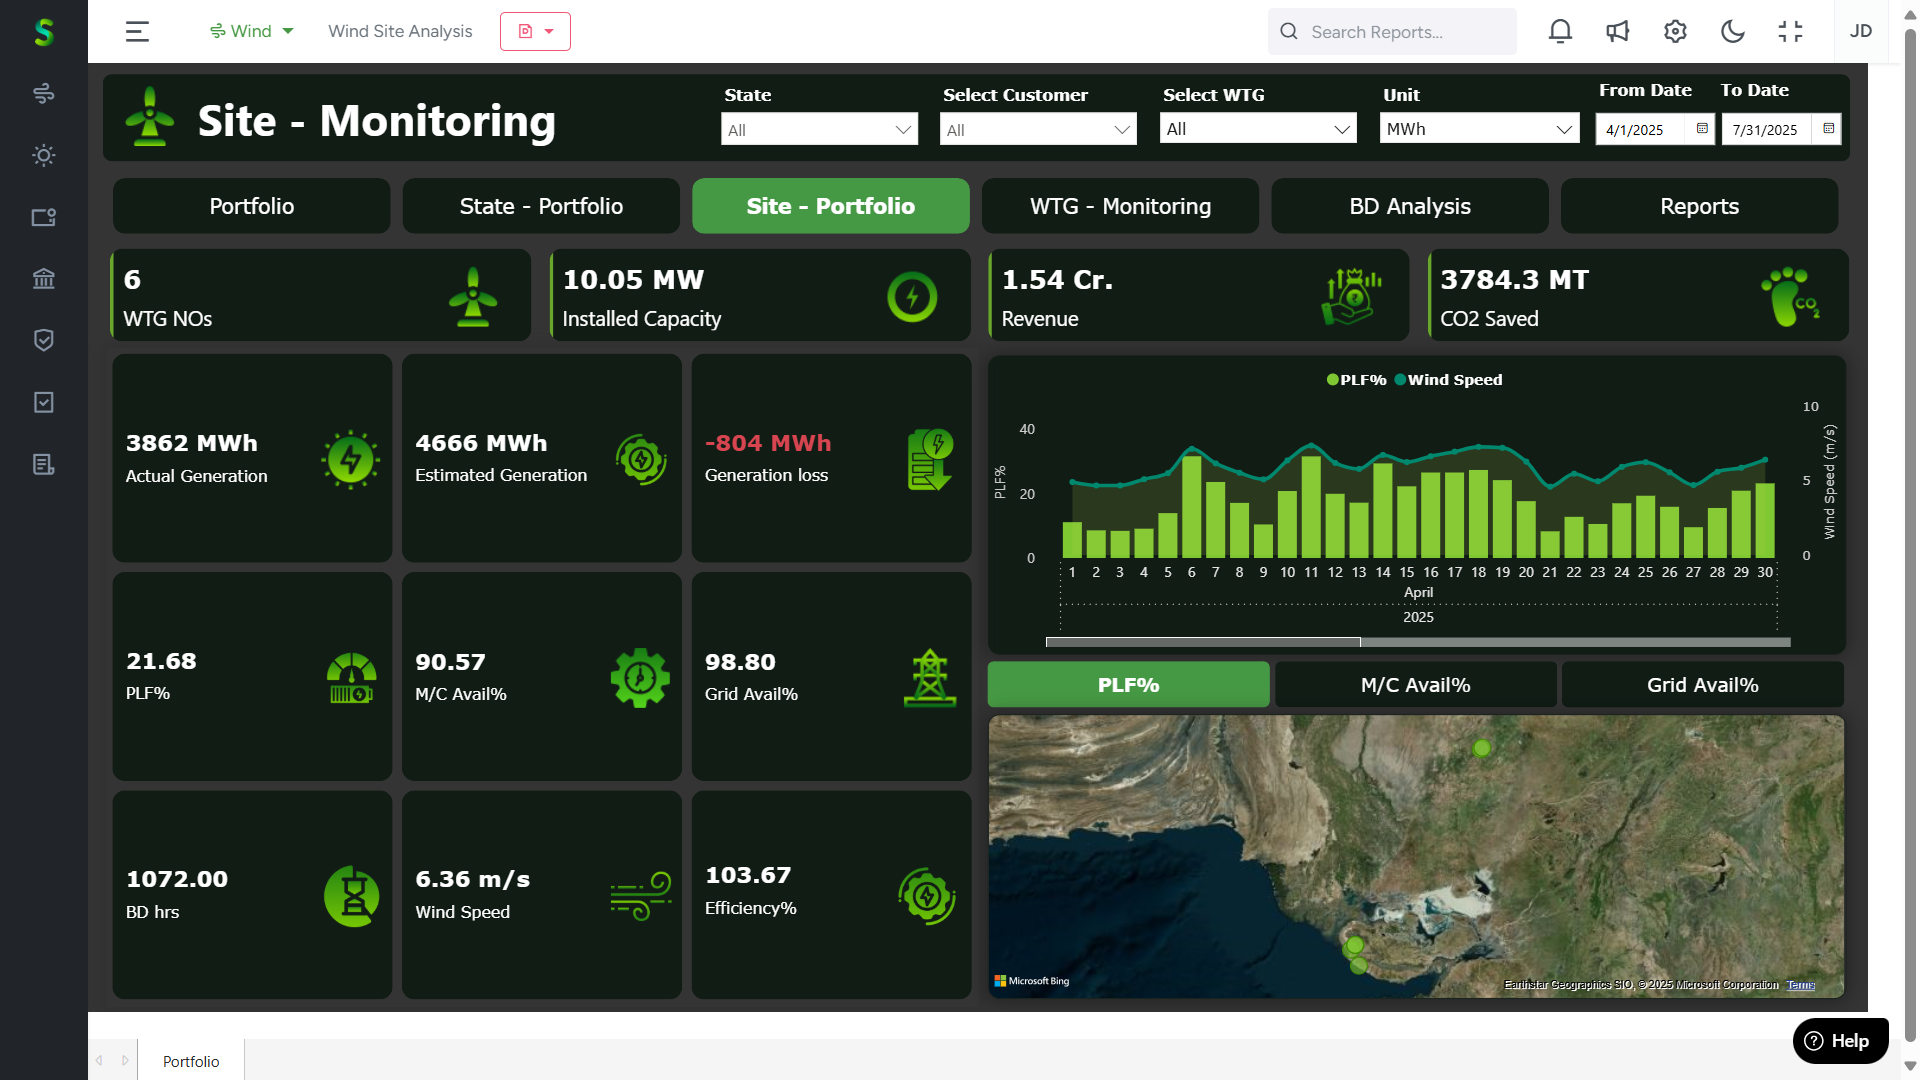 Wind
Wind Site Analysis
Search Reports...
JD
Site - Monitoring
State
All
Select Customer
All
Select WTG
All
Unit
MWh
From Date
4/1/2025
To Date
7/31/2025
Portfolio
State - Portfolio
Site - Portfolio
WTG - Monitoring
BD Analysis
Reports
6
WTG NOs
10.05 MW
Installed Capacity
1.54 Cr.
Revenue
3784.3 MT
CO2 Saved
CO2
3862 MWh
Actual Generation
4666 MWh
Estimated Generation
-804 MWh
Generation loss
21.68
PLF%
90.57
M/C Avail%
98.80
Grid Avail%
1072.00
BD hrs
6.36 m/s
Wind Speed
103.67
Efficiency%
PLF% Wind Speed
PLF%
40
20
0
10
5
0
Wind Speed (m/s)
1 2 3 4 5 6 7 8 9 10 11 12 13 14 15 16 17 18 19 20 21 22 23 24 25 26 27 28 29 30
April
2025
PLF%
M/C Avail%
Grid Avail%
Microsoft Bing
Earthstar Geographics SIO, © 2025 Microsoft Corporation Terms
Help
Portfolio